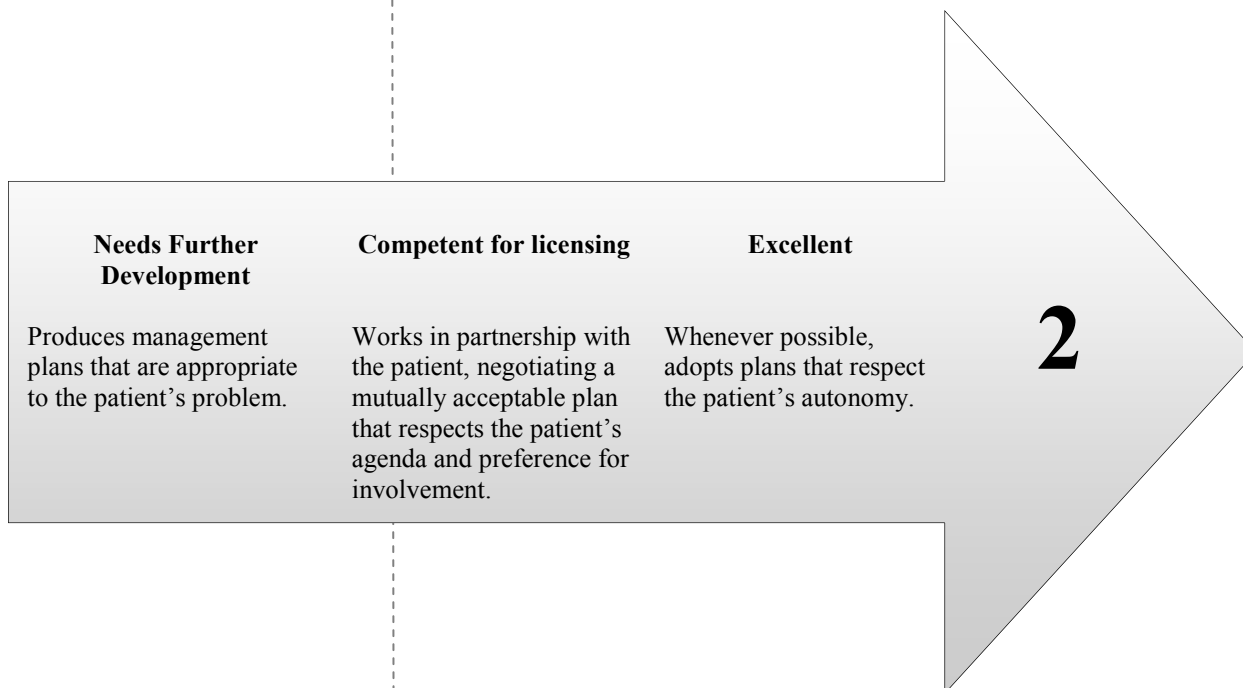 Needs Further
Development
Produces management
plans that are appropriate
to the patient’s problem.
Competent for licensing
Works in partnership with
the patient, negotiating a
mutually acceptable plan
that respects the patient’s
agenda and preference for
involvement.
Excellent
Whenever possible,
adopts plans that respect
the patient’s autonomy.
2